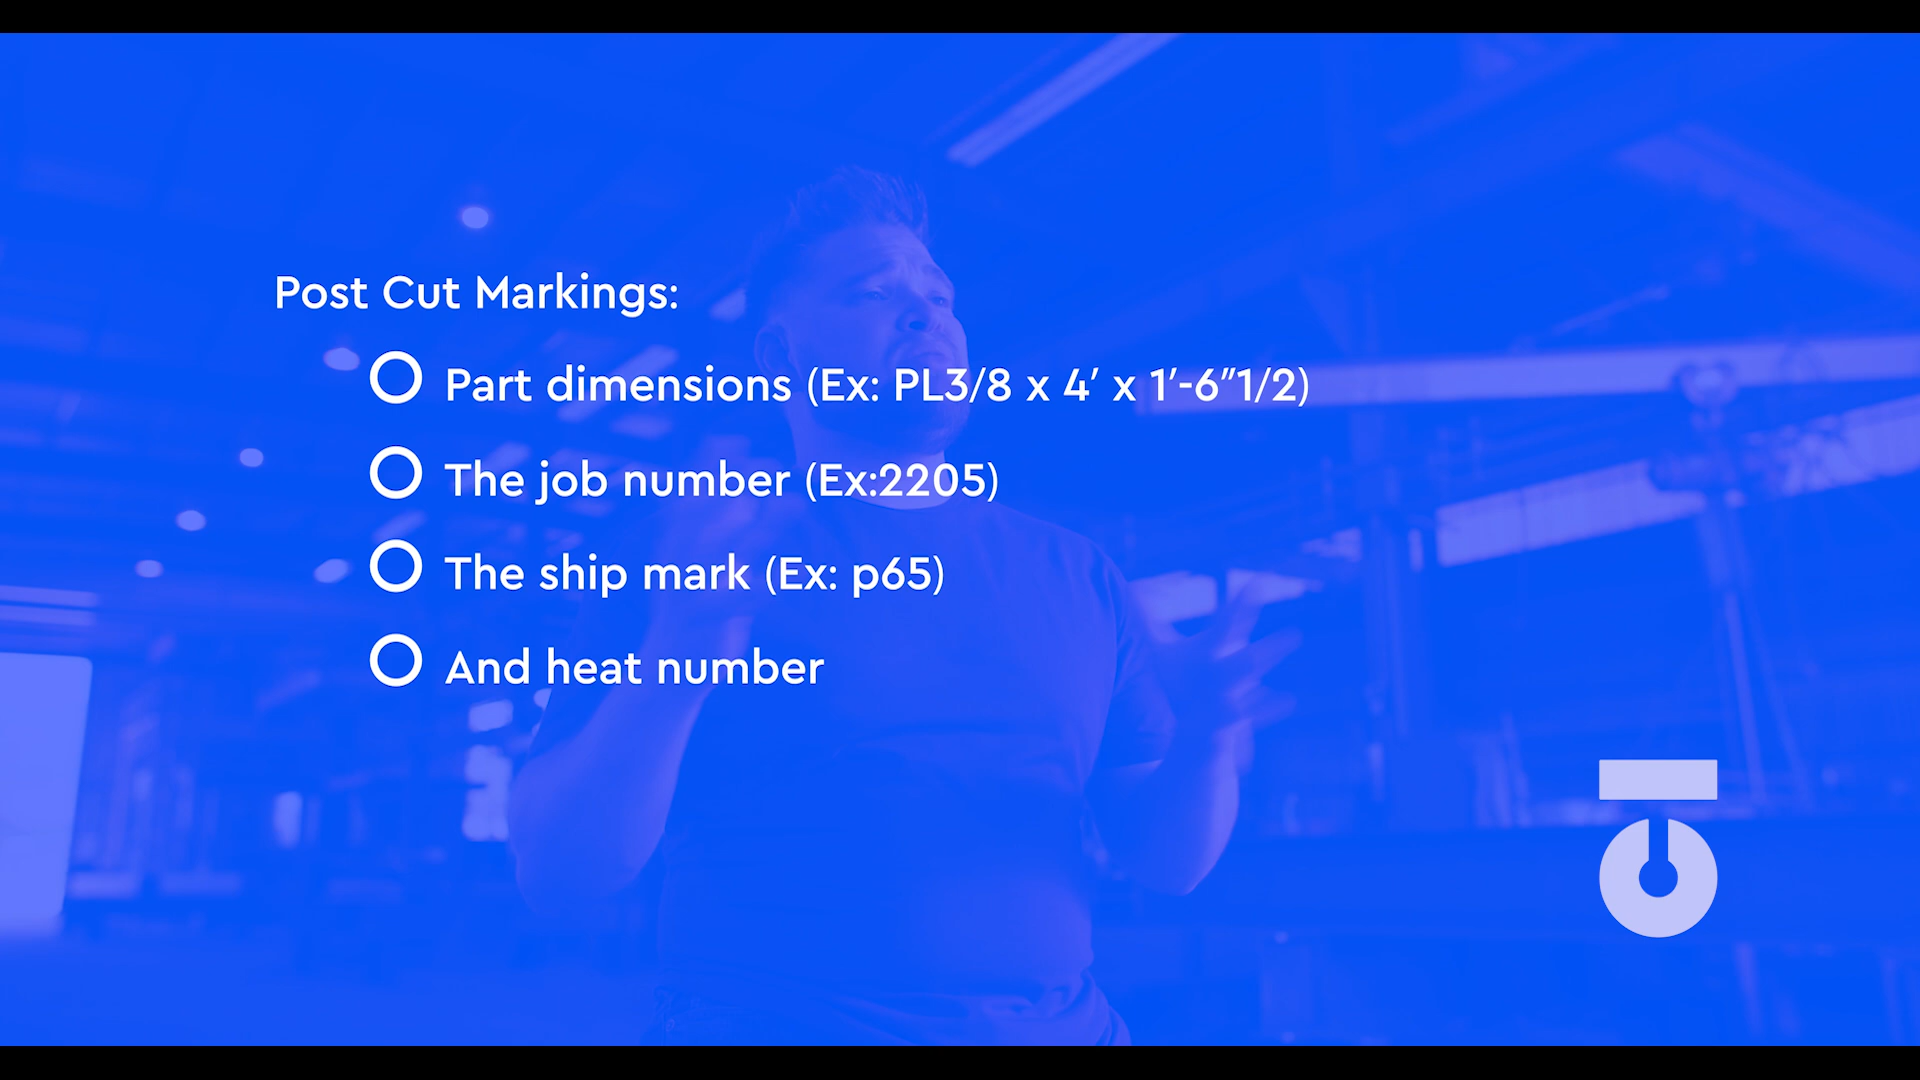 Post Cut Markings:
Part dimensions (Ex: PL3/8 x 4' x 1'-6"1/2)
The job number (Ex:2205)
The ship mark (Ex: p65)
And heat number